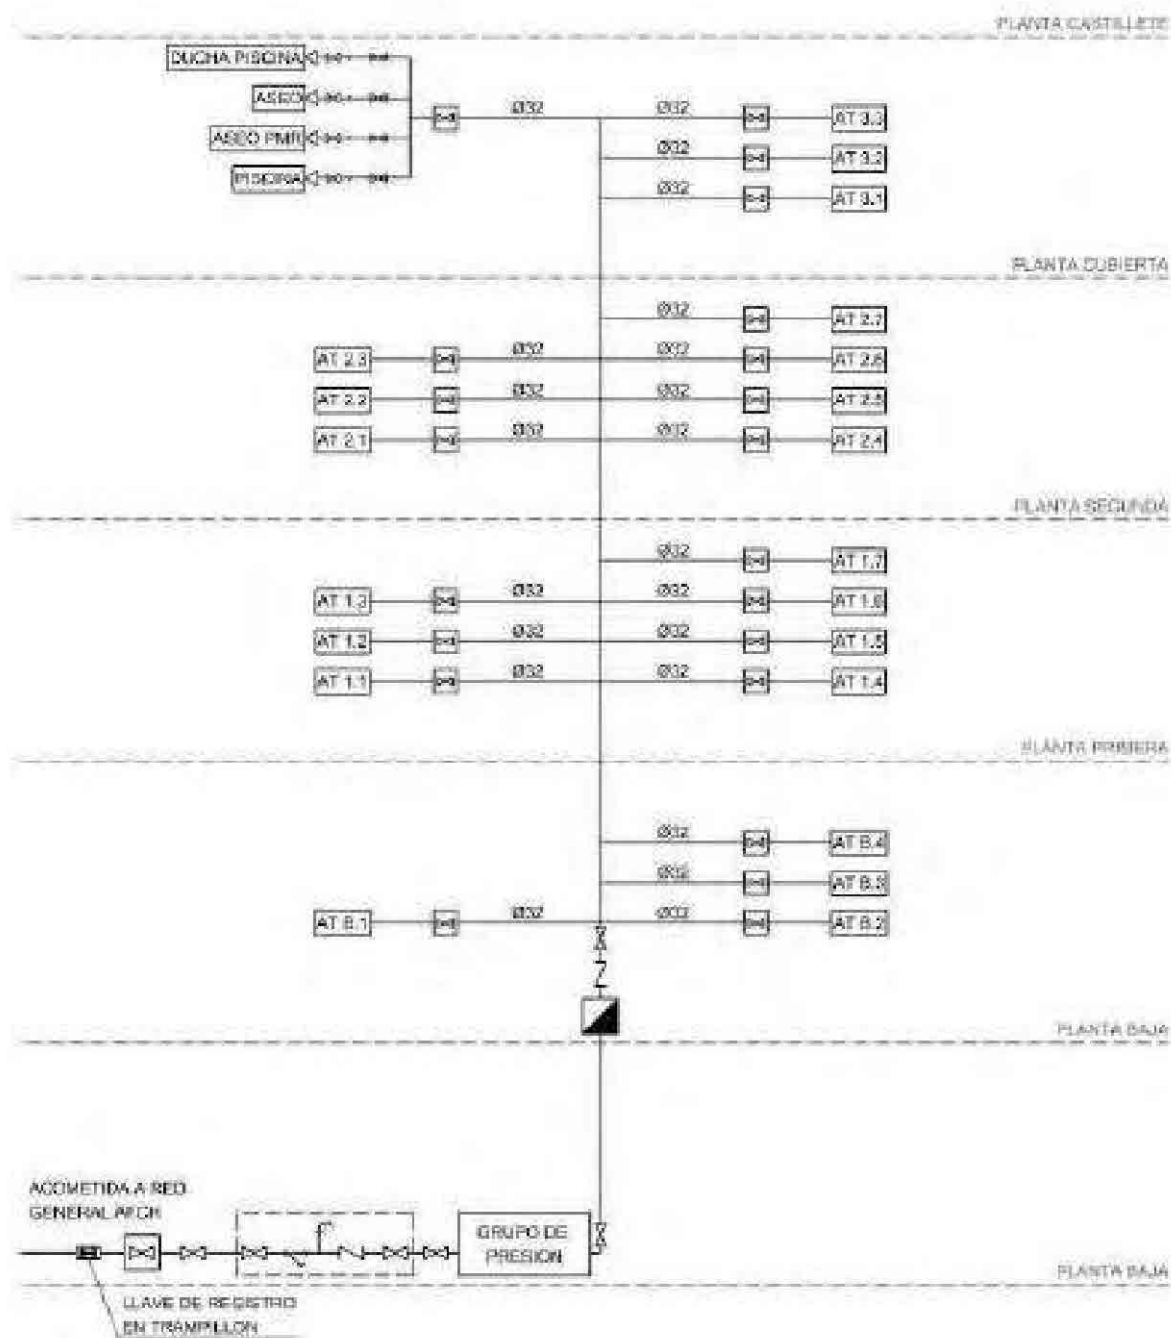 PLANTA CASTILLETE
DUCHA PISCINA
ASEO
Ø32
Ø32
AT 3.3
ASEO PMR
Ø32
AT 3.2
PISCINA
Ø32
AT 3.1
PLANTA CUBIERTA
Ø32
AT 2.7
AT 2.3
Ø32
Ø32
AT 2.6
AT 2.2
Ø32
Ø32
AT 2.5
AT 2.1
Ø32
Ø32
AT 2.4
PLANTA SEGUNDA
Ø32
AT 1.7
AT 1.3
Ø32
Ø32
AT 1.6
AT 1.2
Ø32
Ø32
AT 1.5
AT 1.1
Ø32
Ø32
AT 1.4
PLANTA PRIMERA
Ø32
AT B.4
Ø32
AT B.3
AT B.1
Ø32
Ø32
AT B.2
PLANTA BAJA
ACOMETIDA A RED
GENERAL AFCH
GRUPO DE
PRESION
PLANTA BAJA
LLAVE DE REGISTRO
EN TRAMPILLON